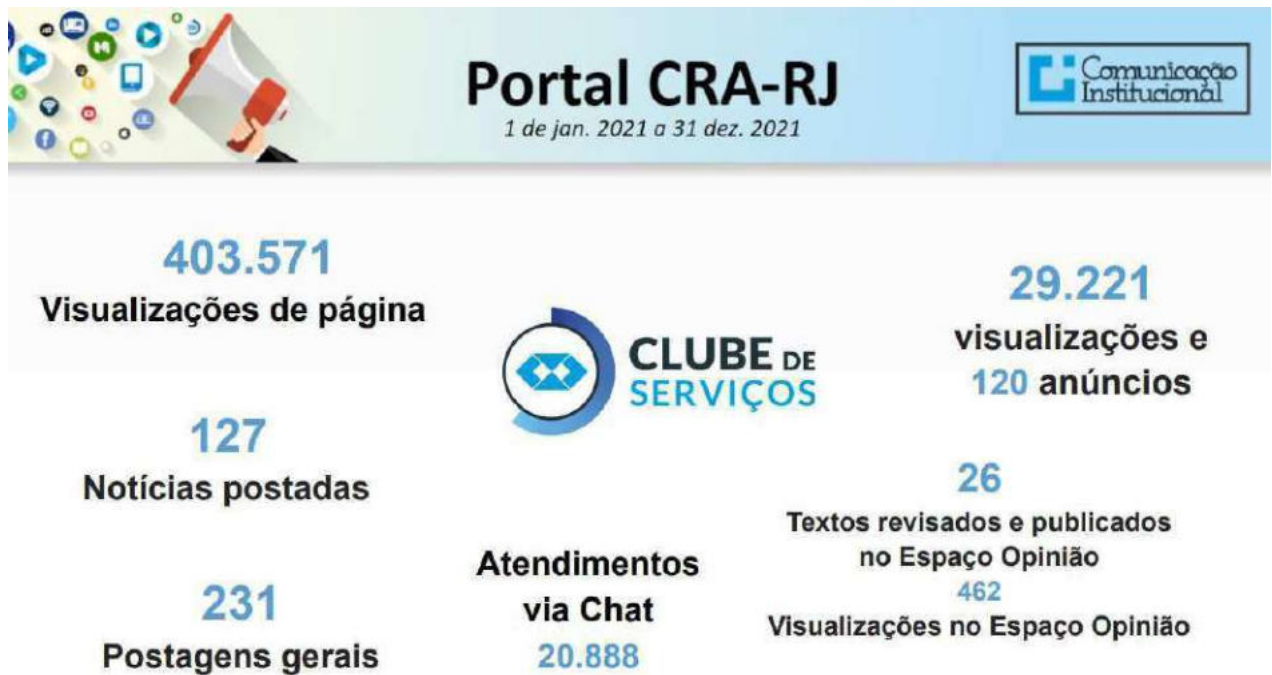 Portal CRA-RJ
1 de jan. 2021 a 31 dez. 2021
Comunicação
Institucional
403.571
Visualizações de página
127
Notícias postadas
231
Postagens gerais
CLUBE DE
SERVIÇOS
Atendimentos
via Chat
20.888
29.221
visualizações e
120 anúncios
26
Textos revisados e publicados
no Espaço Opinião
462
Visualizações no Espaço Opinião